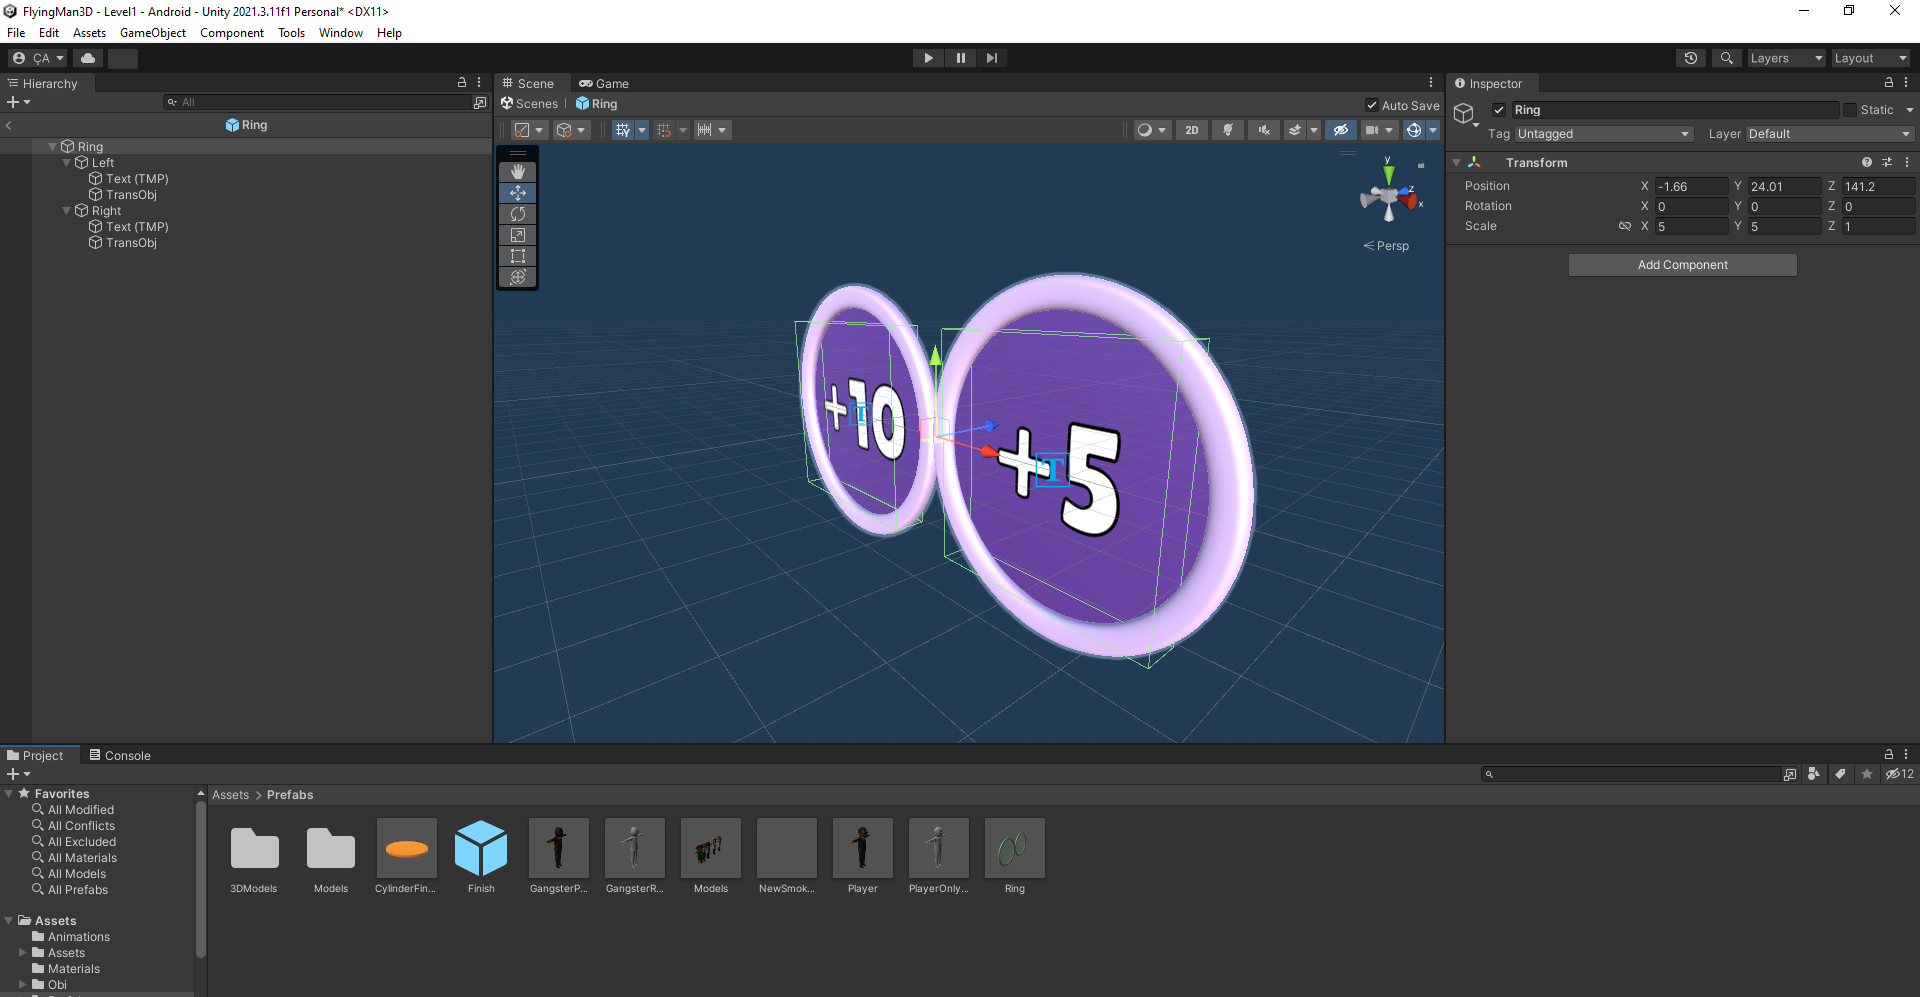 FlyingMan3D - Level1 - Android - Unity 2021.3.11f1 Personal* <DX11>
File Edit Assets GameObject Component Tools Window Help
ÇA
Layers Layout
Hierarchy
Scene Game
Inspector
All
Scenes Ring
Auto Save
Ring
Static
Ring
2D
Tag Untagged Layer Default
Ring
Left
Text (TMP)
TransObj
Right
Text (TMP)
TransObj
Transform
Position X -1.66 Y 24.01 Z 141.2
Rotation X 0 Y 0 Z 0
Scale X 5 Y 5 Z 1
Add Component
y
z
x
< Persp
+10
T
+5
T
Project Console
12
Favorites
All Modified
All Conflicts
All Excluded
All Materials
All Models
All Prefabs
Assets
Animations
Assets
Materials
Obi
Assets > Prefabs
3DModels Models CylinderFin... Finish GangsterP... GangsterR... Models NewSmok... Player PlayerOnly... Ring